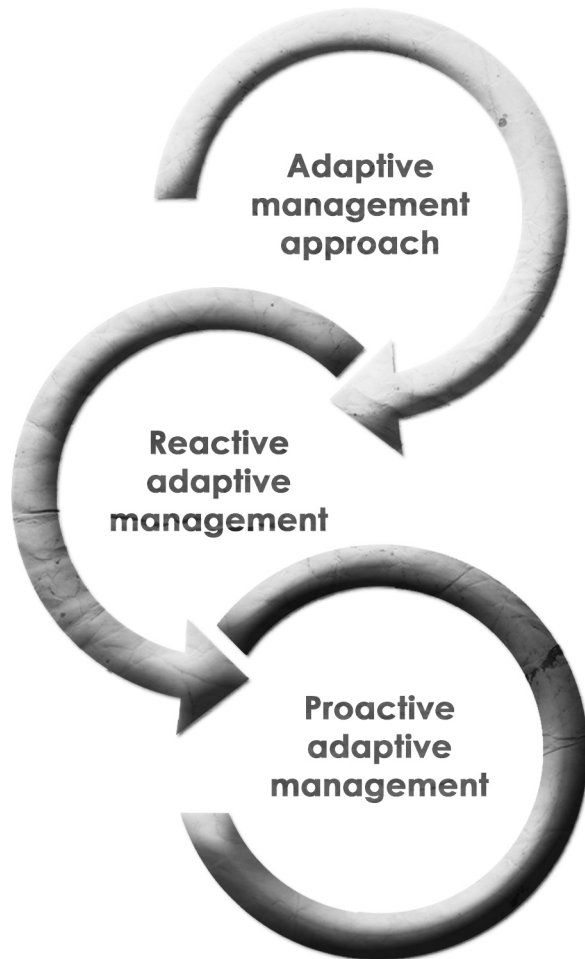 Adaptive
management
approach
Reactive
adaptive
management
Proactive
adaptive
management